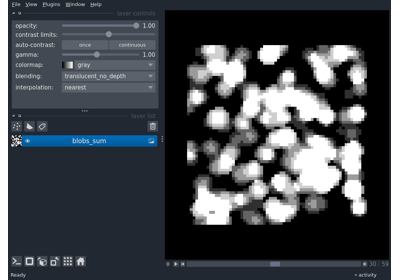 File View Plugins Window Help
layer controls
opacity: 1.00
contrast limits:
auto-contrast: once continuous
gamma: 1.00
colormap: gray
blending: translucent_no_depth
interpolation: nearest
layer list
blobs_sum
30 59
Ready
activity